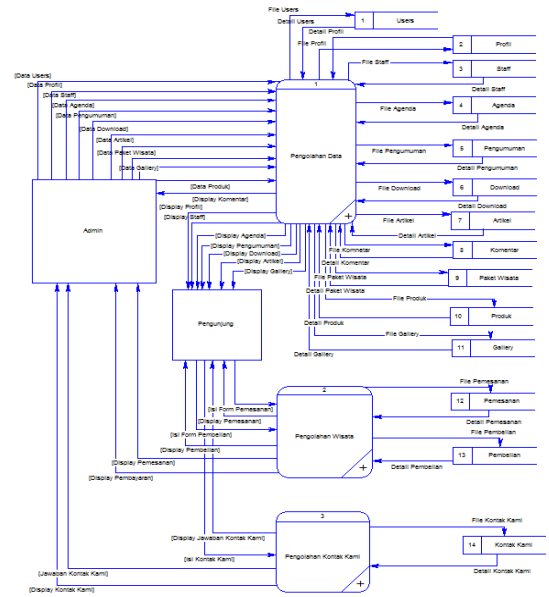 File Users
Detail Users
1 Users
Detail Profil
File Profil
2 Profil
File Staff
3 Staff
Detail Staff
[Data Users]
[Data Profil]
[Data Staff]
[Data Agenda]
[Data Pengumuman]
[Data Download]
[Data Artikel]
[Data Paket Wisata]
[Data Gallery]
1
Pengolahan Data
File Agenda
4 Agenda
Detail Agenda
File Pengumuman
5 Pengumuman
Detail Pengumuman
File Download
6 Download
Detail Download
File Artikel
7 Artikel
Detail Artikel
Admin
[Data Produk]
[Display Komentar]
[Display Profil]
[Display Staff]
[Display Agenda]
[Display Pengumuman]
[Display Download]
[Display Artikel]
[Display Gallery]
File Komnetar
8 Komentar
Detail Komentar
File Paket Wisata
9 Paket Wisata
Detail Paket Wisata
File Produk
10 Produk
Detail Produk
File Gallery
11 Gallery
Detail Gallery
Pengunjung
2
Pengolahan Wisata
File Pemesanan
12 Pemesanan
Detail Pemesanan
File Pembelian
13 Pembelian
Detail Pembelian
[Isi Form Pemesanan]
[Display Pemesanan]
[Isi Form Pembelian]
[Display Pembelian]
[Display Pemesanan]
[Display Pembayaran]
3
Pengolahan Kontak Kami
File Kontak Kami
14 Kontak Kami
Detail Kontak Kami
[Display Jawaban Kontak Kami]
[Isi Kontak Kami]
[Jawaban Kontak Kami]
[Display Kontak Kami]